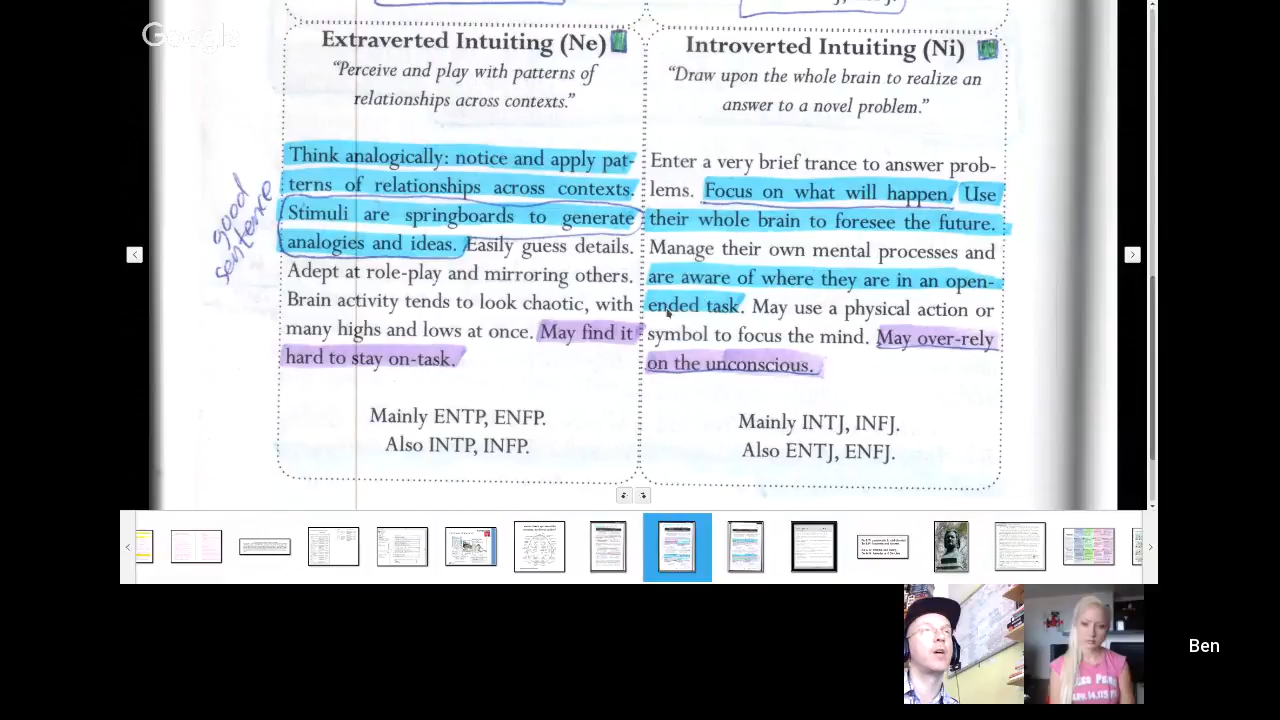 Google
Extraverted Intuiting (Ne)
“Perceive and play with patterns of
relationships across contexts.”
Think analogically: notice and apply pat-
terns of relationships across contexts.
Stimuli are springboards to generate
analogies and ideas. Easily guess details.
Adept at role-play and mirroring others.
Brain activity tends to look chaotic, with
many highs and lows at once. May find it
hard to stay on-task.
Mainly ENTP, ENFP.
Also INTP, INFP.
good
sentence
Introverted Intuiting (Ni)
“Draw upon the whole brain to realize an
answer to a novel problem.”
Enter a very brief trance to answer prob-
lems. Focus on what will happen. Use
their whole brain to foresee the future.
Manage their own mental processes and
are aware of where they are in an open-
ended task. May use a physical action or
symbol to focus the mind. May over-rely
on the unconscious.
Mainly INTJ, INFJ.
Also ENTJ, ENFJ.
Ben